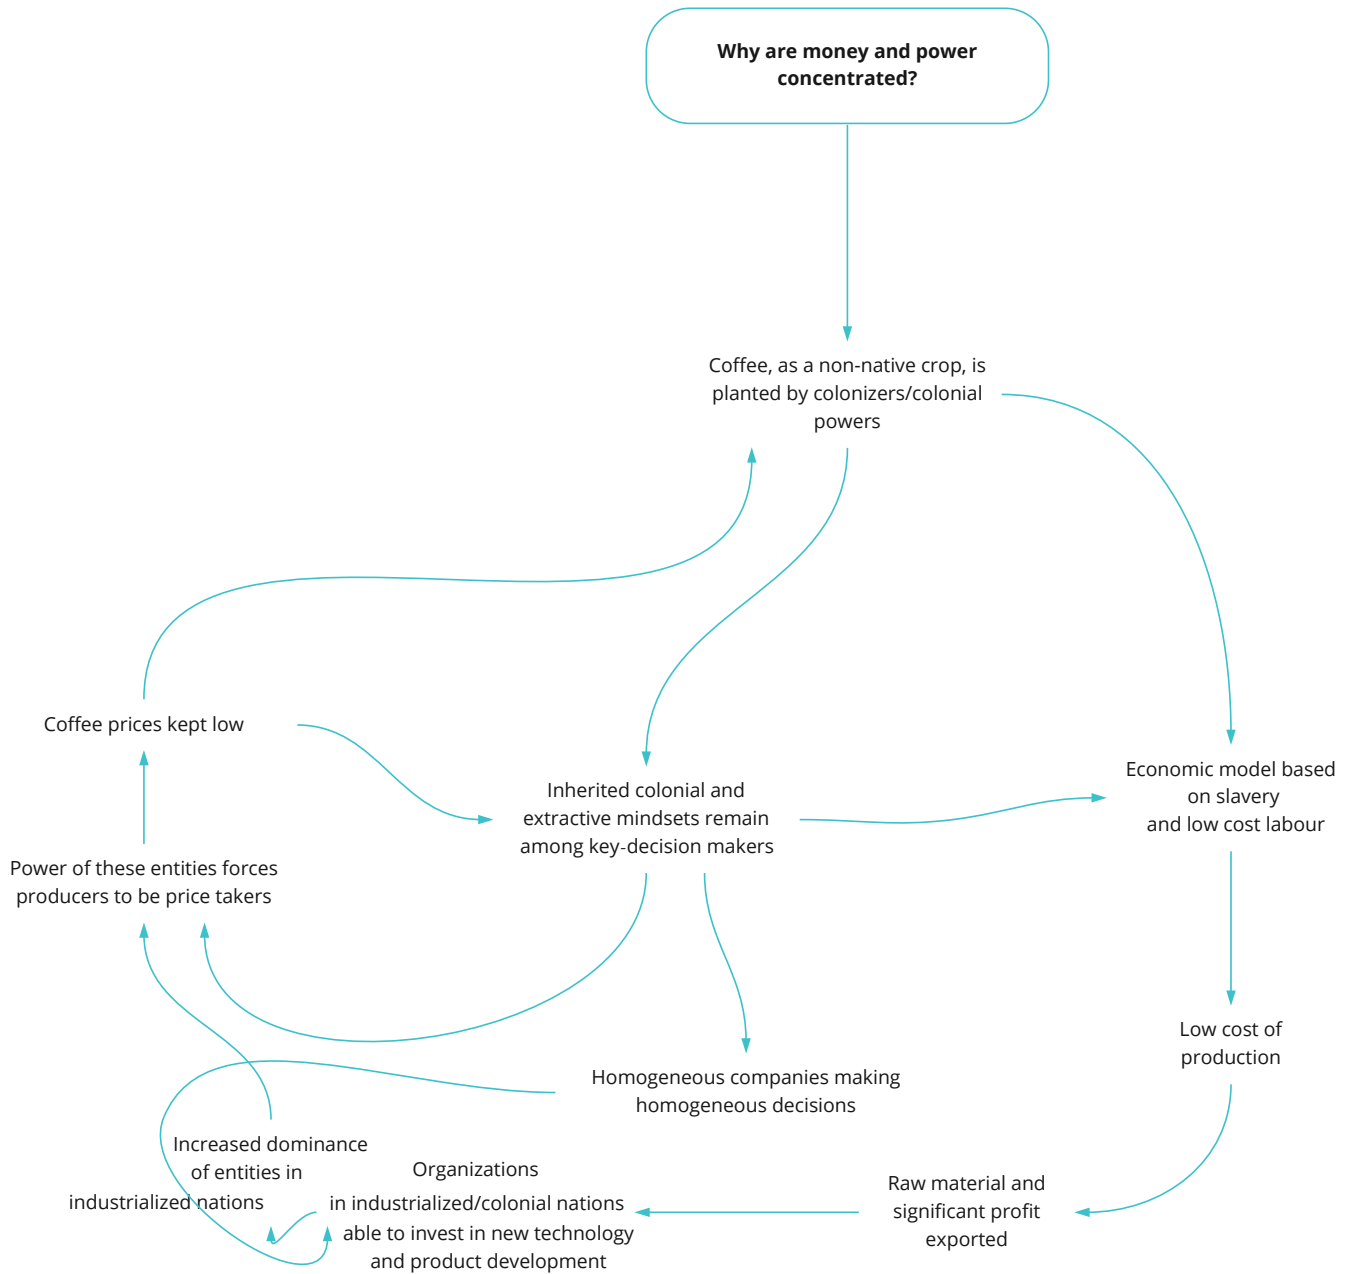 Why are money and power
concentrated?
Coffee, as a non-native crop, is
planted by colonizers/colonial
powers
Coffee prices kept low
Inherited colonial and
extractive mindsets remain
among key-decision makers
Economic model based
on slavery
and low cost labour
Power of these entities forces
producers to be price takers
Low cost of
production
Homogeneous companies making
homogeneous decisions
Increased dominance
of entities in
industrialized nations
Organizations
in industrialized/colonial nations
able to invest in new technology
and product development
Raw material and
significant profit
exported